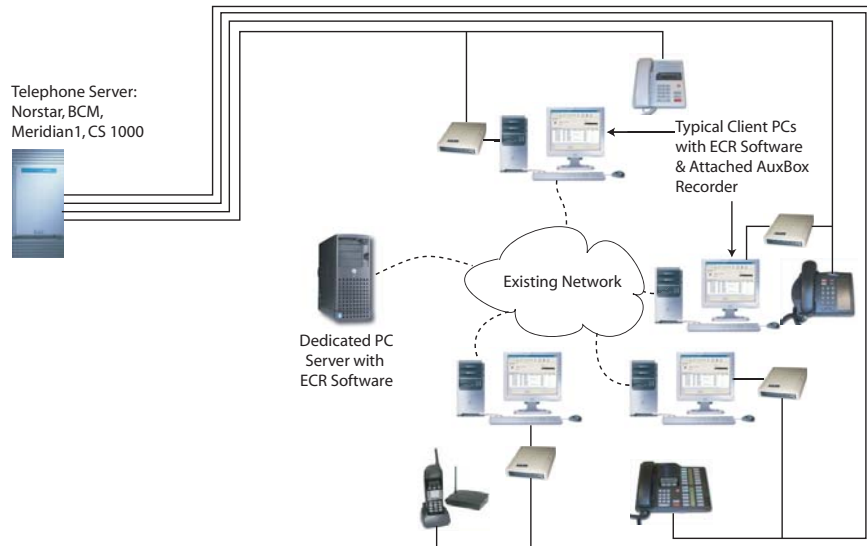 Telephone Server:
Norstar, BCM,
Meridian1, CS 1000
Typical Client PCs
with ECR Software
& Attached AuxBox
Recorder
Existing Network
Dedicated PC
Server with
ECR Software